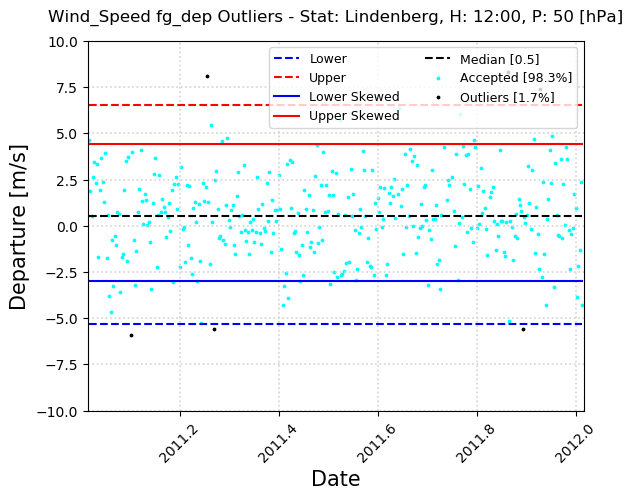 Wind_Speed fg_dep Outliers - Stat: Lindenberg, H: 12:00, P: 50 [hPa]
Lower
Upper
Lower Skewed
Upper Skewed
Median [0.5]
Accepted [98.3%]
Outliers [1.7%]
Departure [m/s]
10.0
7.5
5.0
2.5
0.0
−2.5
−5.0
−7.5
−10.0
2011.2
2011.4
2011.6
2011.8
2012.0
Date